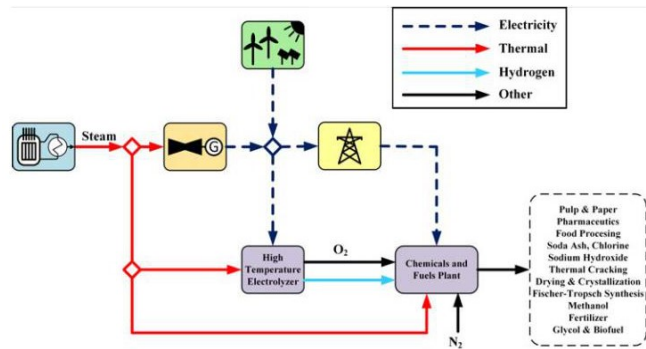 Electricity
Thermal
Hydrogen
Other
Steam
G
High
Temperature
Electrolyzer
O₂
Chemicals and
Fuels Plant
N₂
Pulp & Paper
Pharmaceutics
Food Procesing
Soda Ash, Chlorine
Sodium Hydroxide
Thermal Cracking
Drying & Crystallization
Fischer-Tropsch Synthesis
Methanol
Fertilizer
Glycol & Biofuel